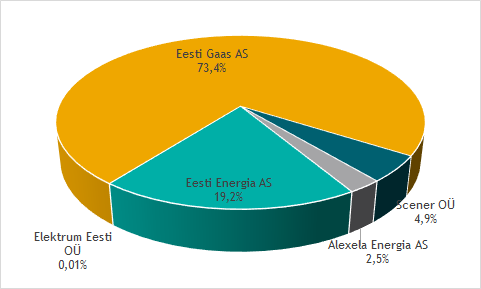 Eesti Gaas AS
73,4%
Eesti Energia AS
19,2%
Scener OÜ
4,9%
Elektrum Eesti
OÜ
0,01%
Alexela Energia AS
2,5%